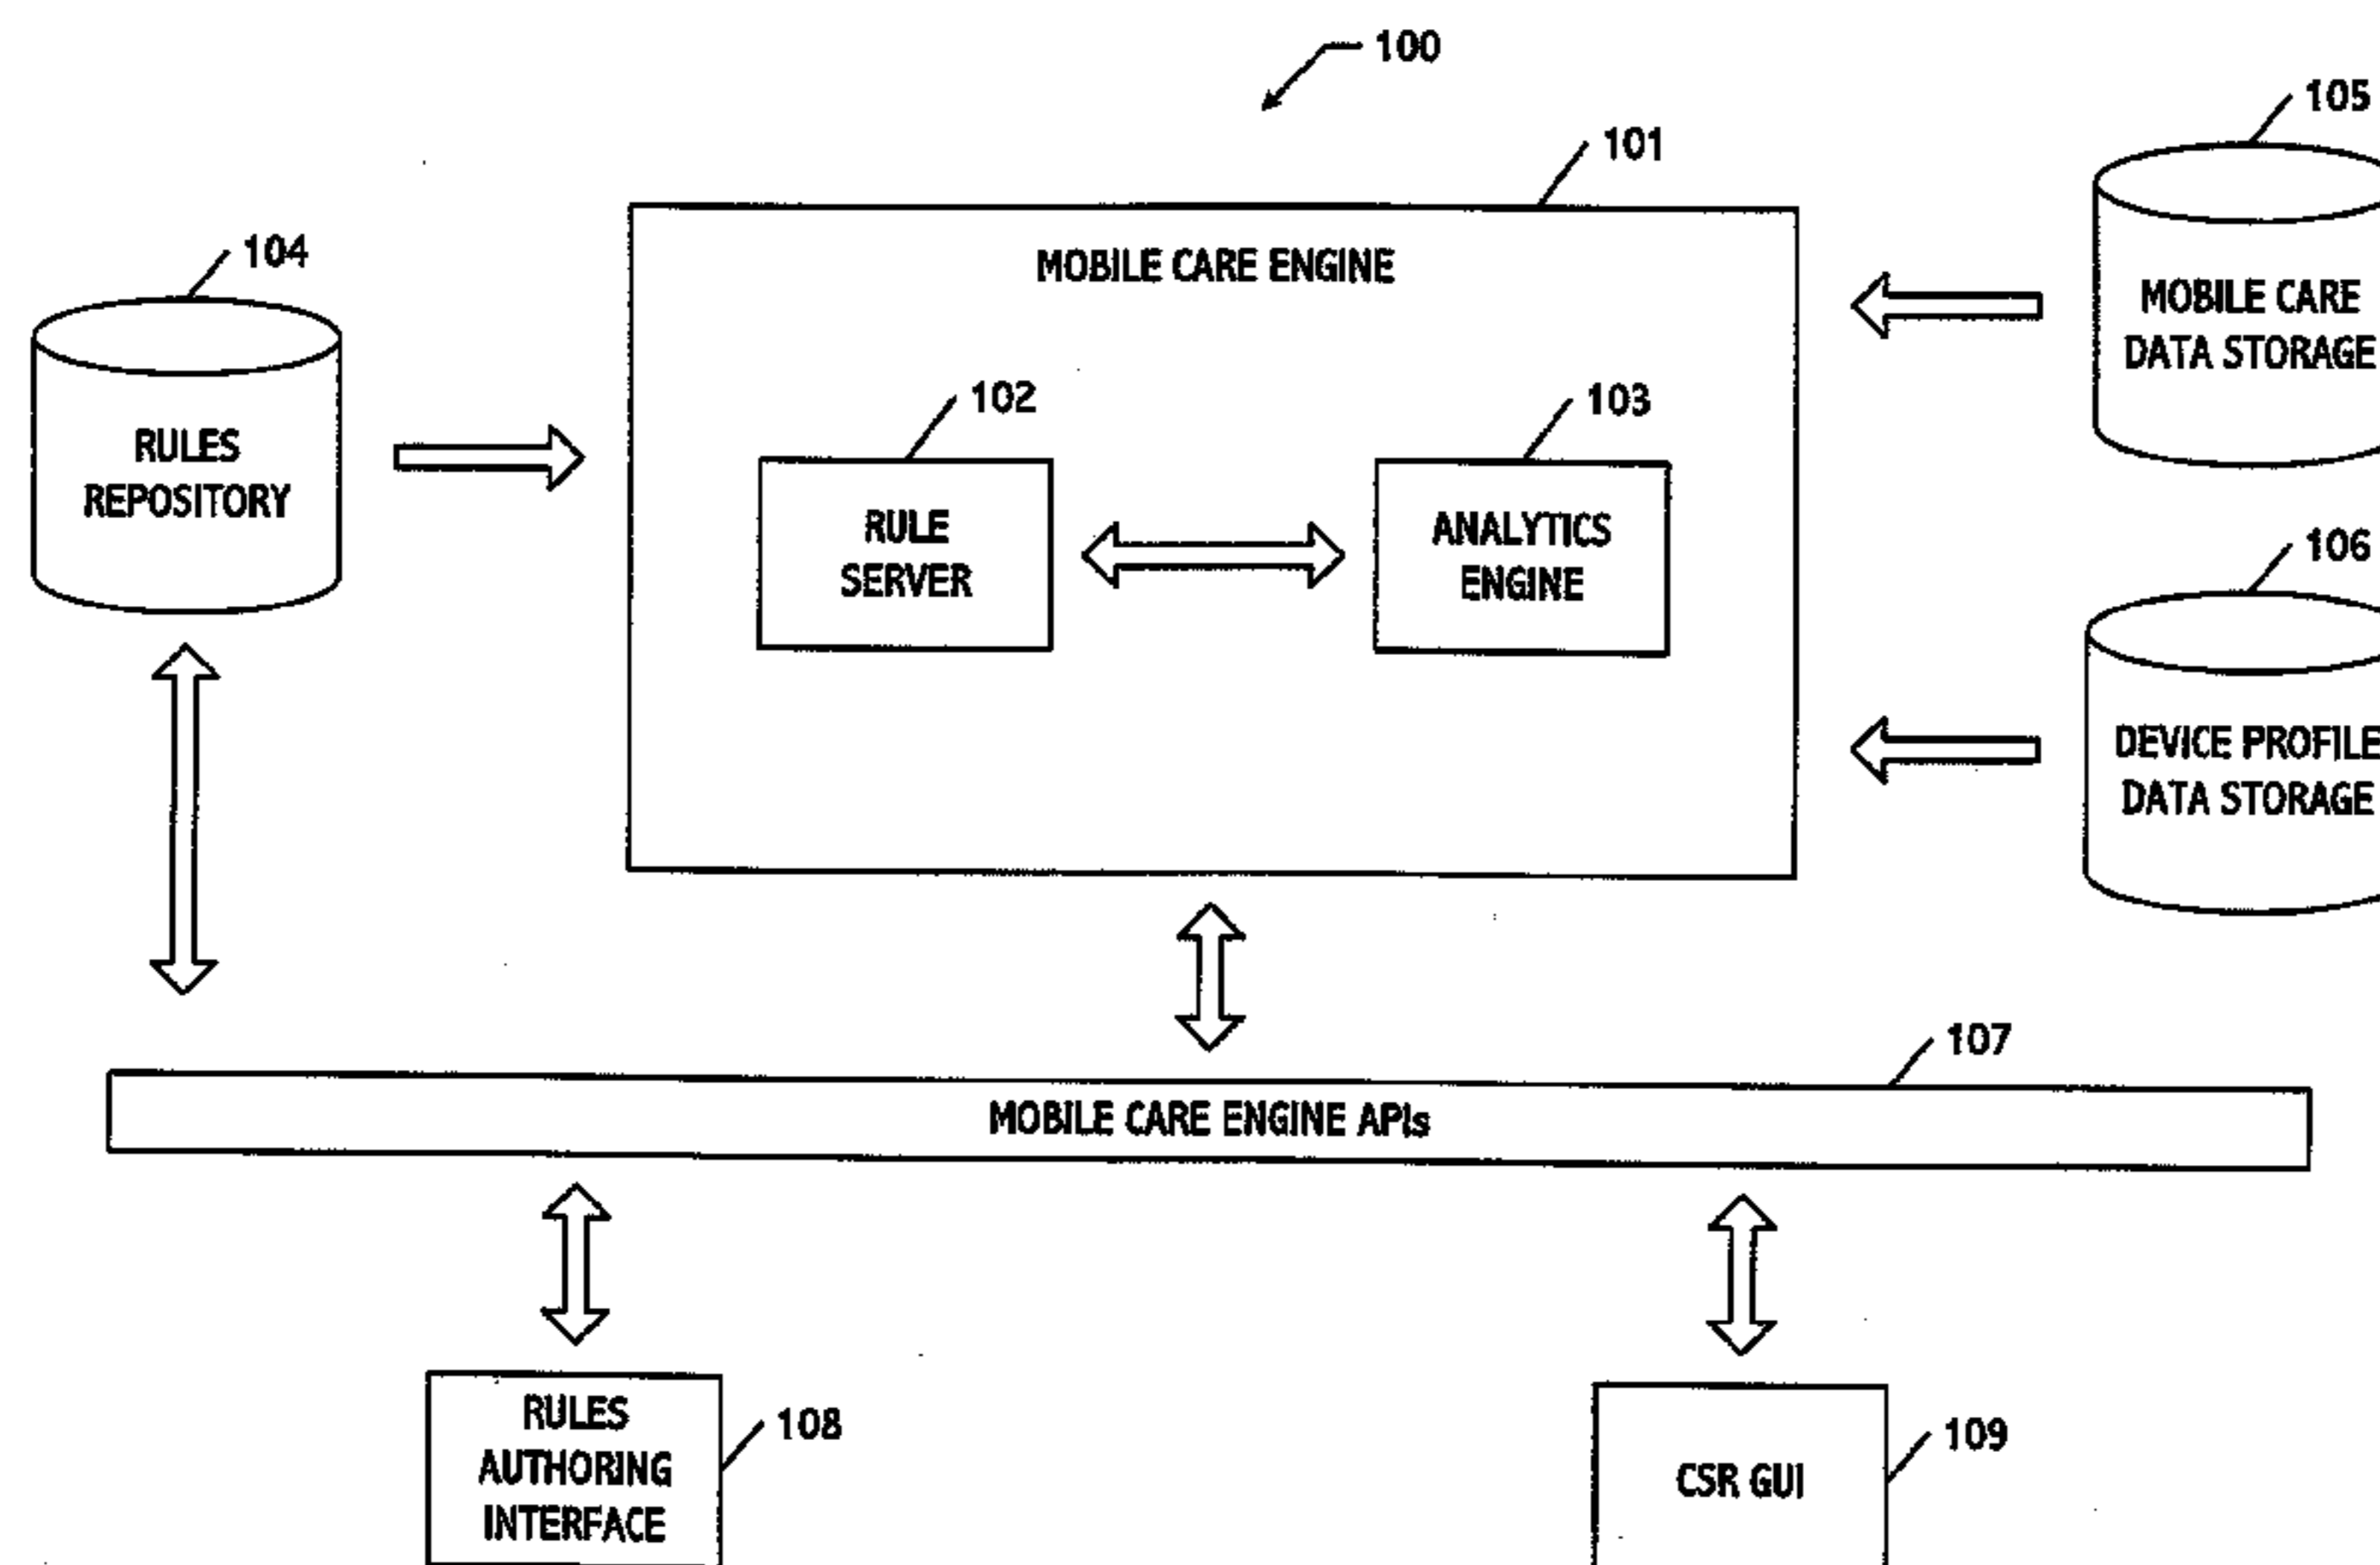 100
105
101
104
MOBILE CARE ENGINE
MOBILE CARE
DATA STORAGE
102
103
RULES
REPOSITORY
RULE
SERVER
ANALYTICS
ENGINE
106
DEVICE PROFILE
DATA STORAGE
107
MOBILE CARE ENGINE APIs
RULES
AUTHORING
INTERFACE
108
CSR GUI
109